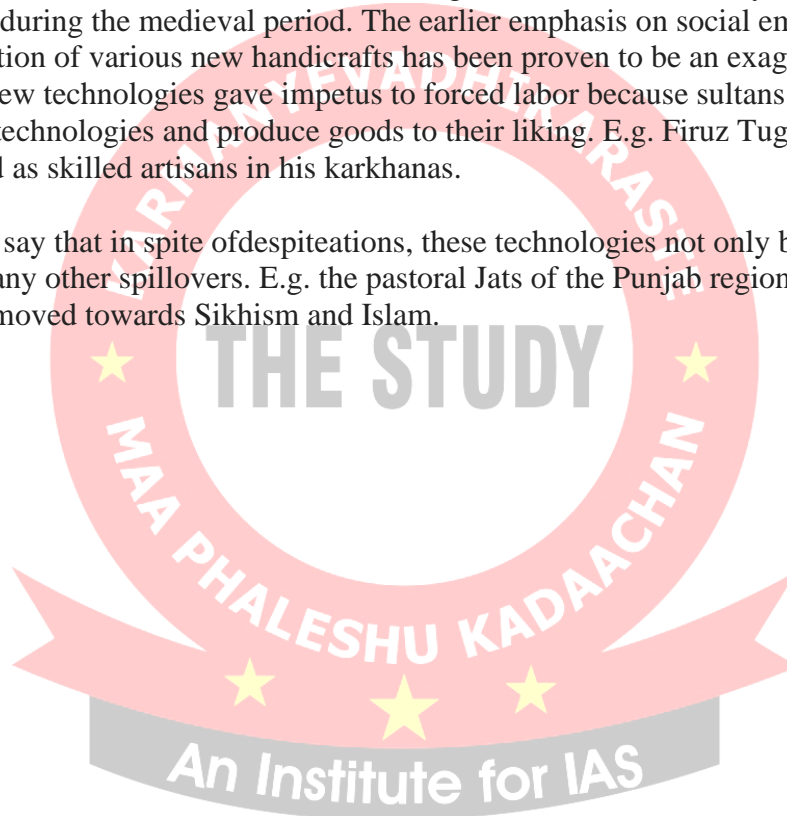 during the medieval period. The earlier emphasis on social em
tion of various new handicrafts has been proven to be an exag
ew technologies gave impetus to forced labor because sultans
technologies and produce goods to their liking. E.g. Firuz Tug
d as skilled artisans in his karkhanas.
say that in spite ofdespiteations, these technologies not only b
any other spillovers. E.g. the pastoral Jats of the Punjab region
moved towards Sikhism and Islam.
KARMANYEVADHIKARASTE
THE STUDY
MAA PHALESHU KADAACHAN
An Institute for IAS